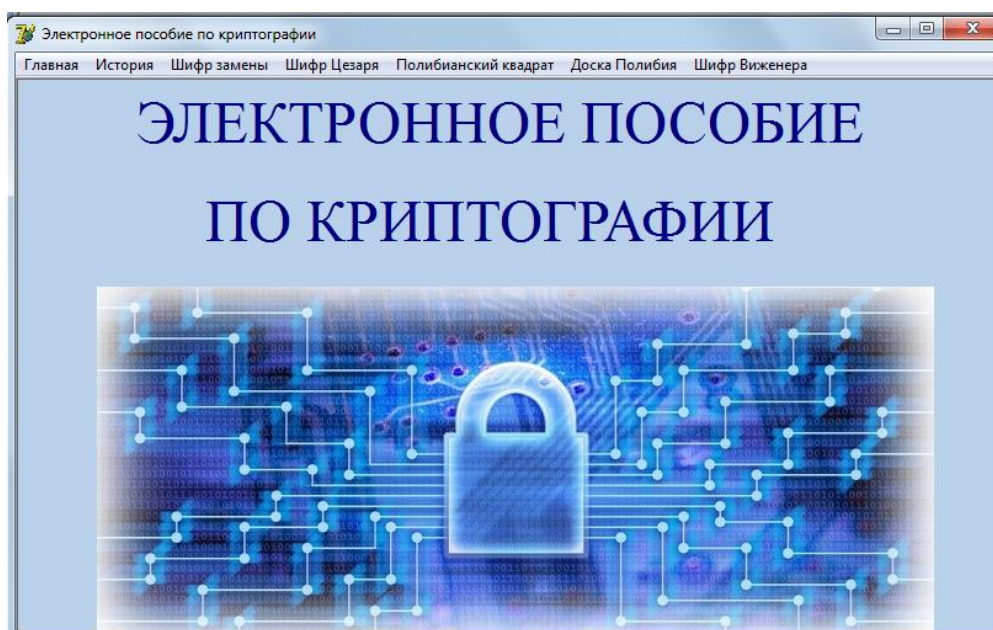 Электронное пособие по криптографии
Главная История Шифр замены Шифр Цезаря Полибианский квадрат Доска Полибия Шифр Виженера
ЭЛЕКТРОННОЕ ПОСОБИЕ
ПО КРИПТОГРАФИИ